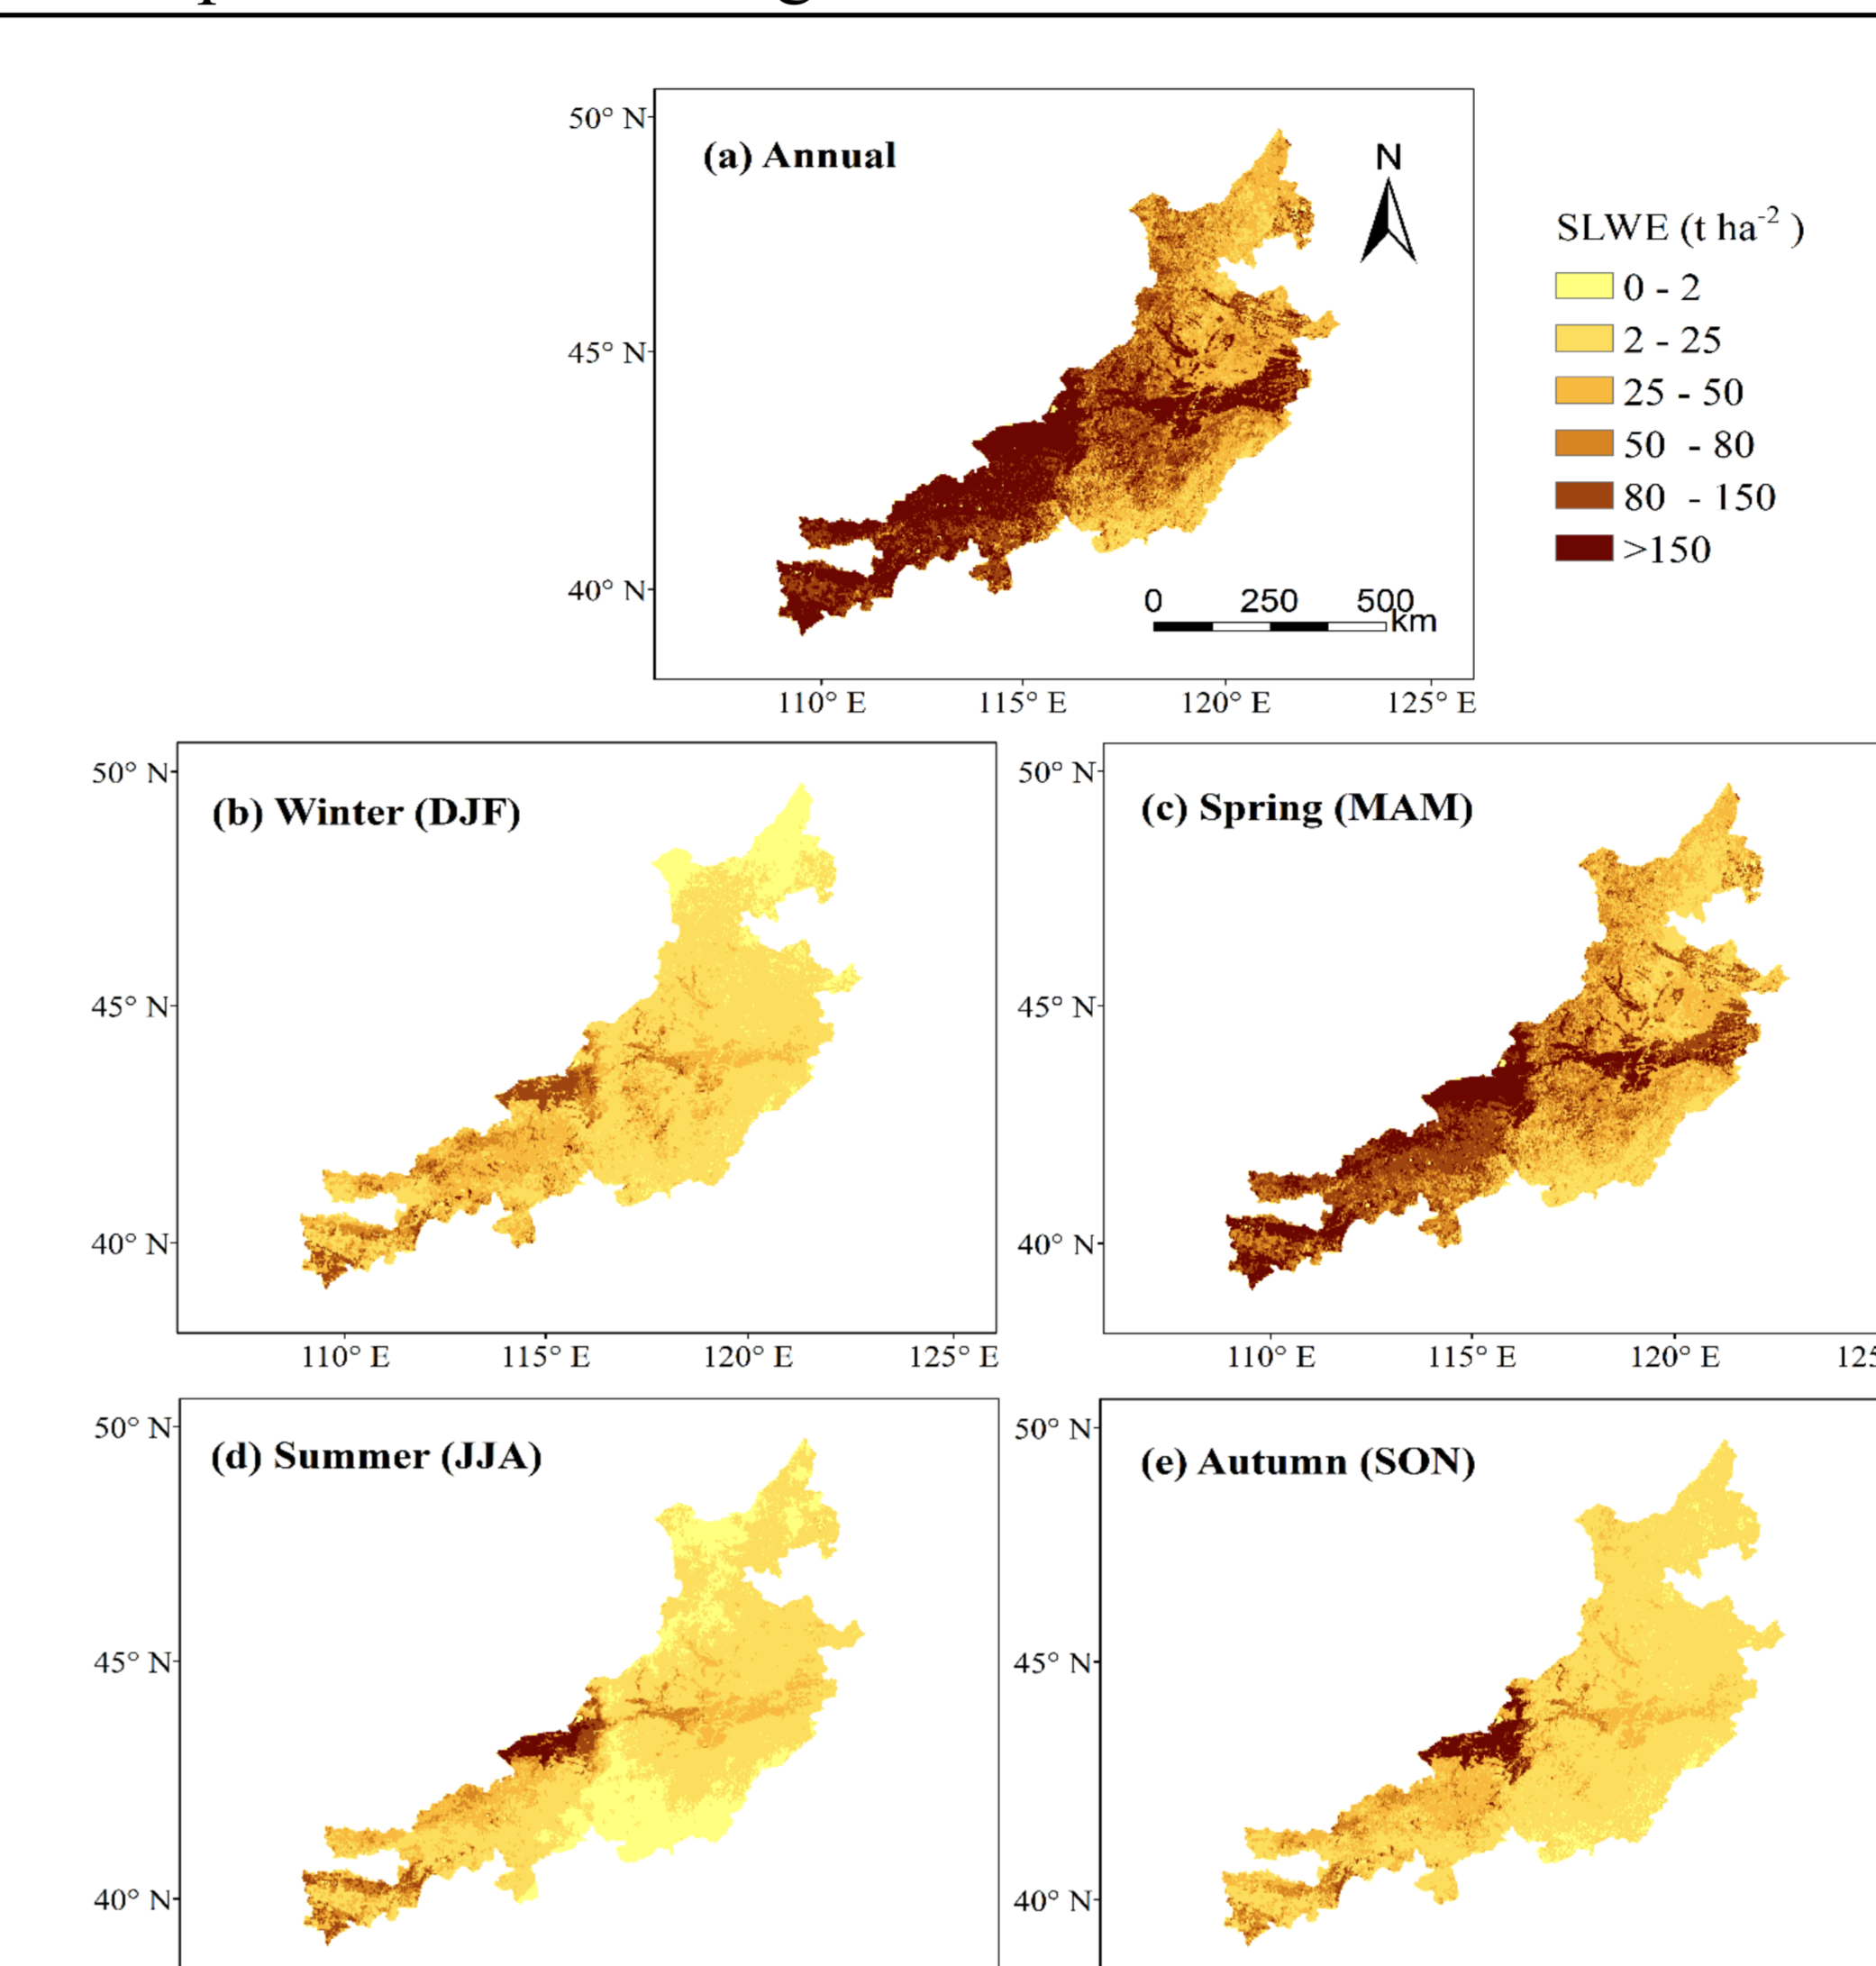 50° N
(a) Annual
N
45° N
40° N
0 250 500
km
110° E 115° E 120° E 125° E
SLWE (t ha-2 )
0 - 2
2 - 25
25 - 50
50 - 80
80 - 150
>150
50° N
(b) Winter (DJF)
45° N
40° N
110° E 115° E 120° E 125° E
50° N
(c) Spring (MAM)
45° N
40° N
110° E 115° E 120° E 125
50° N
(d) Summer (JJA)
45° N
40° N
50° N
(e) Autumn (SON)
45° N
40° N